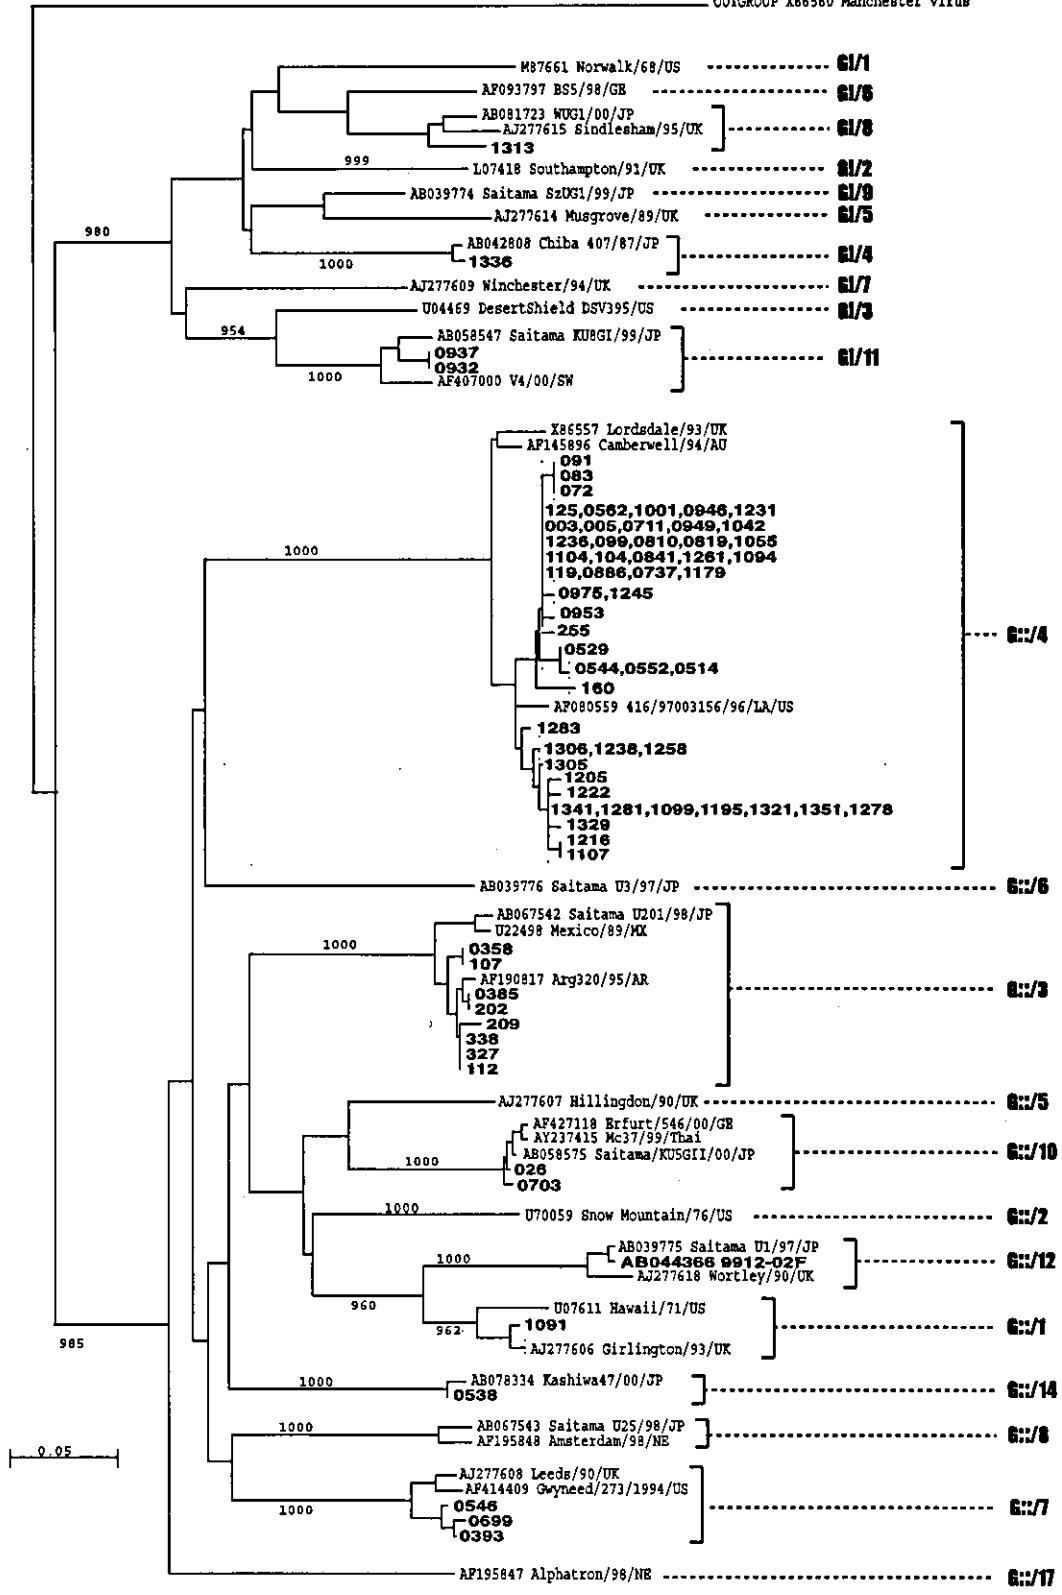 OUTGROUP X86560 Manchester virus
M87661 Norwalk/68/US GI/1
AF093797 BS5/98/GE GI/6
AB081723 WUG1/00/JP
AJ277615 Sindlesham/95/UK GI/8
1313
999
L07418 Southampton/91/UK GI/2
AB039774 Saitama SzUG1/99/JP GI/9
AJ277614 Musgrove/89/UK GI/5
980
AB042808 Chiba 407/87/JP GI/4
1336
1000
AJ277609 Winchester/94/UK GI/7
U04469 DesertShield DSV395/US GI/3
954
AB058547 Saitama KU8GI/99/JP
0937 GI/11
0932
1000
AF407000 V4/00/SW
X86557 Lordsdale/93/UK
AF145896 Camberwell/94/AU
091
083
072
125,0562,1001,0946,1231
003,005,0711,0949,1042
1236,099,0810,0819,1055
1000
1104,104,0841,1261,1094
119,0886,0737,1179
0975,1245
0953
255 G::/4
0529
0544,0552,0514
160
AF080559 416/97003156/96/LA/US
1283
1306,1238,1258
1305
1205
1222
1341,1281,1099,1195,1321,1351,1278
1329
1216
1107
AB039776 Saitama U3/97/JP G::/6
AB067542 Saitama U201/98/JP
U22498 Mexico/89/MX
1000
0358
107
AF190817 Arg320/95/AR
0385 G::/3
202
209
338
327
112
AJ277607 Hillingdon/90/UK G::/5
AF427118 Erfurt/546/00/GE
AY237415 Mc37/99/Thai
AB058575 Saitama/KU5GII/00/JP G::/10
1000
026
0703
1000
U70059 Snow Mountain/76/US G::/2
AB039775 Saitama U1/97/JP
1000
AB044366 9912-02F G::/12
AJ277618 Wortley/90/UK
960
U07611 Hawaii/71/US
1091 G::/1
962
AJ277606 Girlington/93/UK
985
AB078334 Kashiwa47/00/JP
1000
0538 G::/14
AB067543 Saitama U25/98/JP
1000
AF195848 Amsterdam/98/NE G::/8
0.05
AJ277608 Leeds/90/UK
AF414409 Gwyneed/273/1994/US
0546 G::/7
1000
0699
0393
AF195847 Alphatron/98/NE G::/17